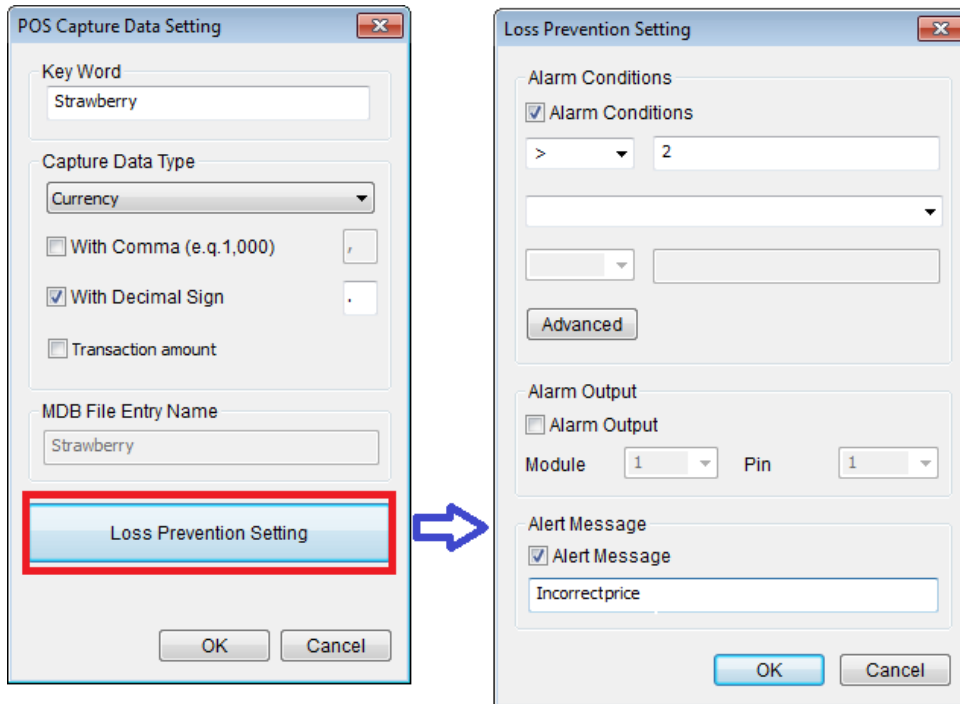 POS Capture Data Setting
Key Word
Strawberry
Capture Data Type
Currency
With Comma (e.q.1,000) ,
With Decimal Sign .
Transaction amount
MDB File Entry Name
Strawberry
Loss Prevention Setting
OK Cancel
Loss Prevention Setting
Alarm Conditions
Alarm Conditions
> 2
Advanced
Alarm Output
Alarm Output
Module 1 Pin 1
Alert Message
Alert Message
Incorrectprice
OK Cancel